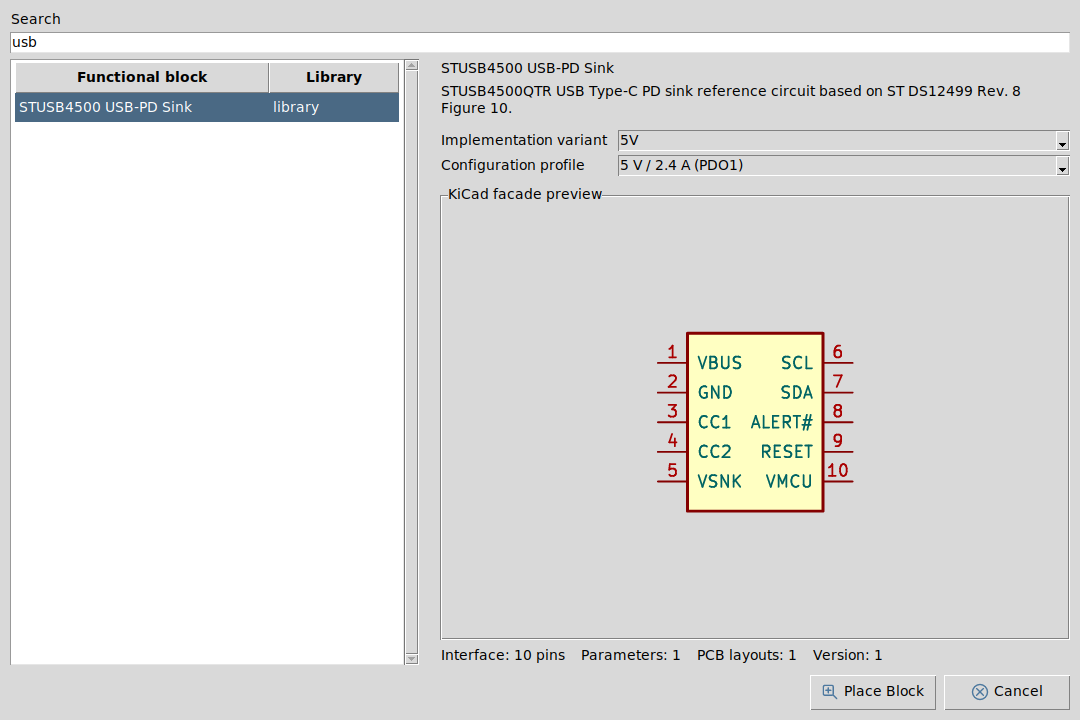 Search
usb
Functional block Library
STUSB4500 USB-PD Sink library
STUSB4500 USB-PD Sink
STUSB4500QTR USB Type-C PD sink reference circuit based on ST DS12499 Rev. 8
Figure 10.
Implementation variant 5V
Configuration profile 5 V / 2.4 A (PDO1)
KiCad facade preview
1 VBUS SCL 6
2 GND SDA 7
3 CC1 ALERT# 8
4 CC2 RESET 9
5 VSNK VMCU 10
Interface: 10 pins Parameters: 1 PCB layouts: 1 Version: 1
Place Block Cancel